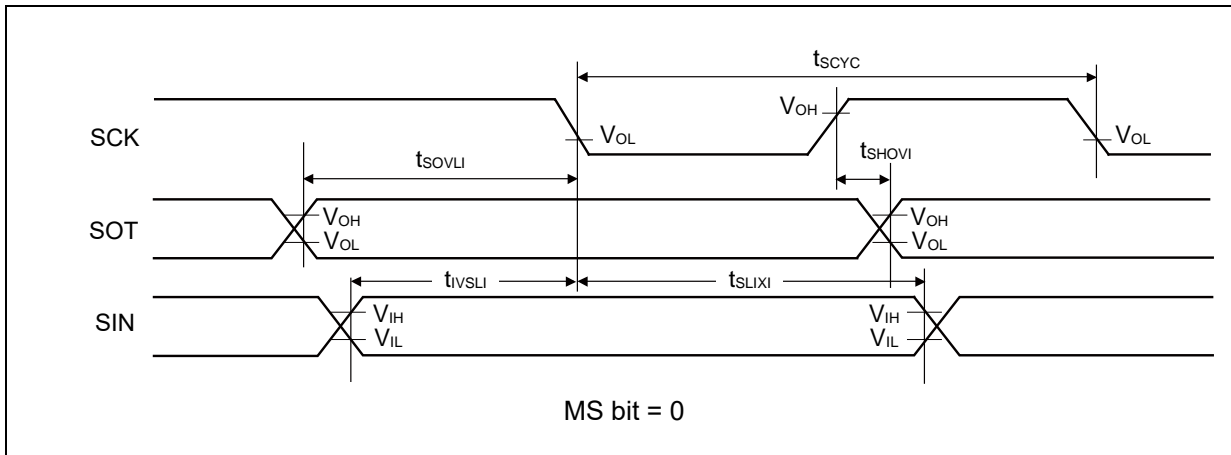 tSCYC
SCK
VOH
VOL
VOL
tSOVLI
tSHOVI
SOT
VOH
VOL
VOH
VOL
tIVSLI
tSLIXI
SIN
VIH
VIL
VIH
VIL
MS bit = 0